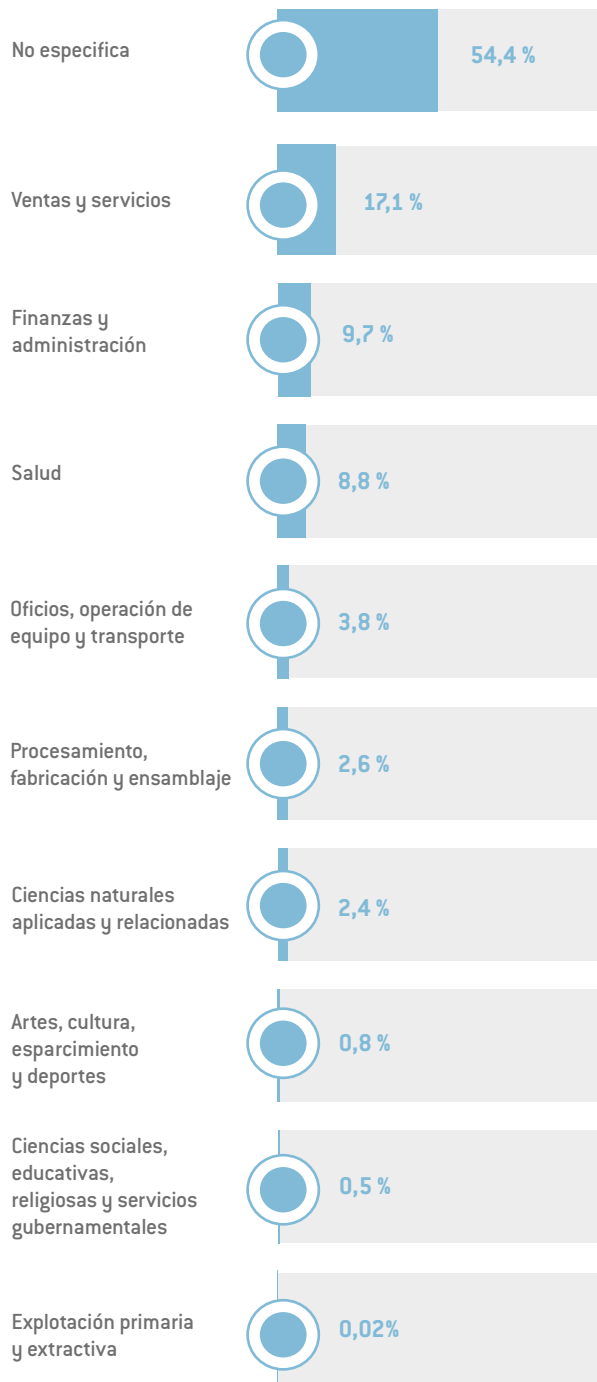 No especifica
54,4 %
Ventas y servicios
17,1 %
Finanzas y
administración
9,7 %
Salud
8,8 %
Oficios, operación de
equipo y transporte
3,8 %
Procesamiento,
fabricación y ensamblaje
2,6 %
Ciencias naturales
aplicadas y relacionadas
2,4 %
Artes, cultura,
esparcimiento
y deportes
0,8 %
Ciencias sociales,
educativas,
religiosas y servicios
gubernamentales
0,5 %
Explotación primaria
y extractiva
0,02%